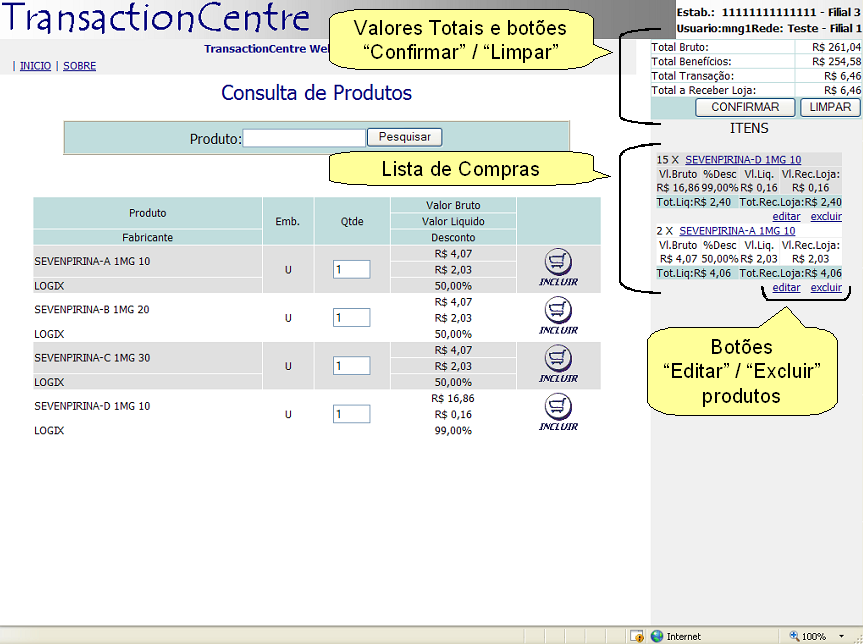 TransactionCentre
TransactionCentre We
| INICIO | SOBRE
Consulta de Produtos
Produto: Pesquisar
Valores Totais e botões
“Confirmar” / “Limpar”
Estab.: 11111111111111 - Filial 3
Usuario:mng1Rede: Teste - Filial 1
Total Bruto: R$ 261,04
Total Benefícios: R$ 254,58
Total Transação: R$ 6,46
Total a Receber Loja: R$ 6,46
CONFIRMAR LIMPAR
ITENS
Lista de Compras
15 X SEVENPIRINA-D 1MG 10
Vl.Bruto %Desc Vl.Liq. Vl.Rec.Loja:
R$ 16,86 99,00% R$ 0,16 R$ 0,16
Tot.Liq:R$ 2,40 Tot.Rec.Loja:R$ 2,40
editar excluir
2 X SEVENPIRINA-A 1MG 10
Vl.Bruto %Desc Vl.Liq. Vl.Rec.Loja:
R$ 4,07 50,00% R$ 2,03 R$ 2,03
Tot.Liq:R$ 4,06 Tot.Rec.Loja:R$ 4,06
editar excluir
Botões
“Editar” / “Excluir”
produtos
Produto Emb. Qtde Valor Bruto
Valor Liquido
Fabricante Desconto
SEVENPIRINA-A 1MG 10 U 1 R$ 4,07
R$ 2,03
INCLUIR
LOGIX 50,00%
SEVENPIRINA-B 1MG 20 U 1 R$ 4,07
R$ 2,03
INCLUIR
LOGIX 50,00%
SEVENPIRINA-C 1MG 30 U 1 R$ 4,07
R$ 2,03
INCLUIR
LOGIX 50,00%
SEVENPIRINA-D 1MG 10 U 1 R$ 16,86
R$ 0,16
INCLUIR
LOGIX 99,00%
Internet 100%